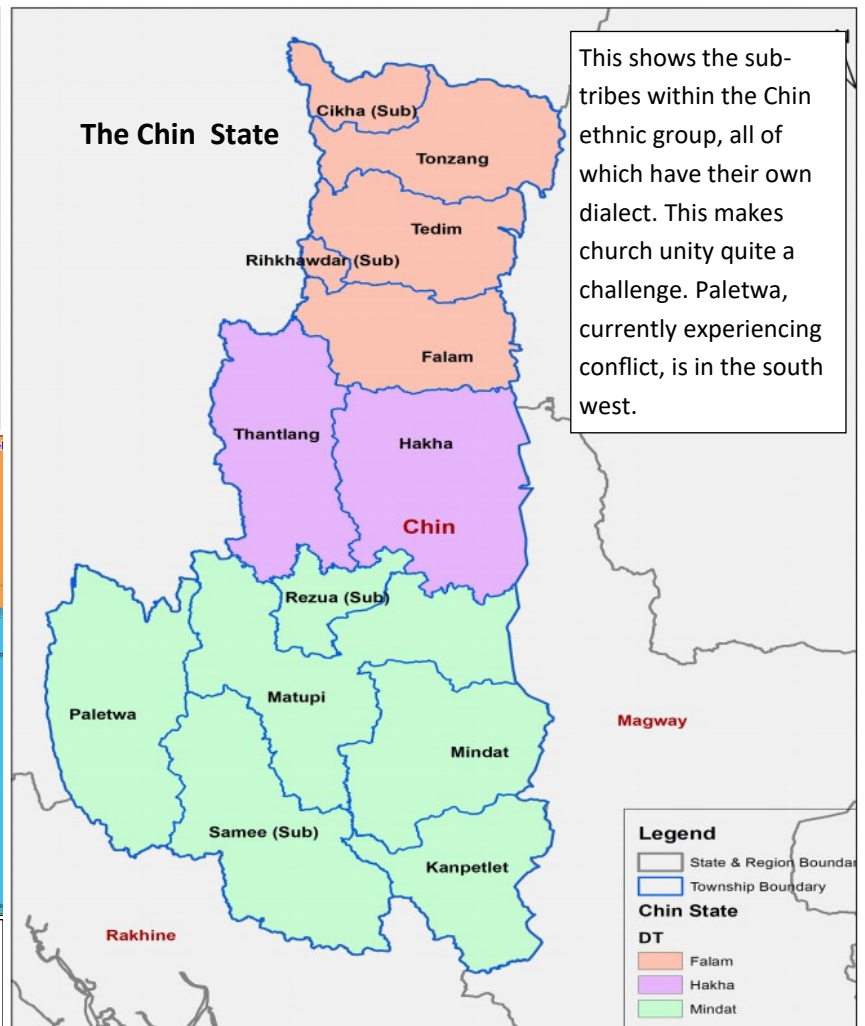 The Chin State
This shows the sub-
tribes within the Chin
ethnic group, all of
which have their own
dialect. This makes
church unity quite a
challenge. Paletwa,
currently experiencing
conflict, is in the south
west.
Cikha (Sub)
Tonzang
Tedim
Rihkhawdar (Sub)
Falam
Thantlang
Hakha
Chin
Rezua (Sub)
Paletwa
Matupi
Magway
Mindat
Samee (Sub)
Kanpetlet
Rakhine
Legend
State & Region Boundar
Township Boundary
Chin State
DT
Falam
Hakha
Mindat